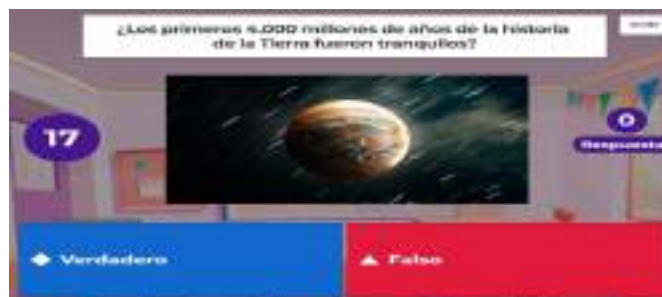 ¿Los primeros 4.000 millones de años de la historia
de la Tierra fueron tranquilos?
17
0
Respuesta
Verdadero
Falso